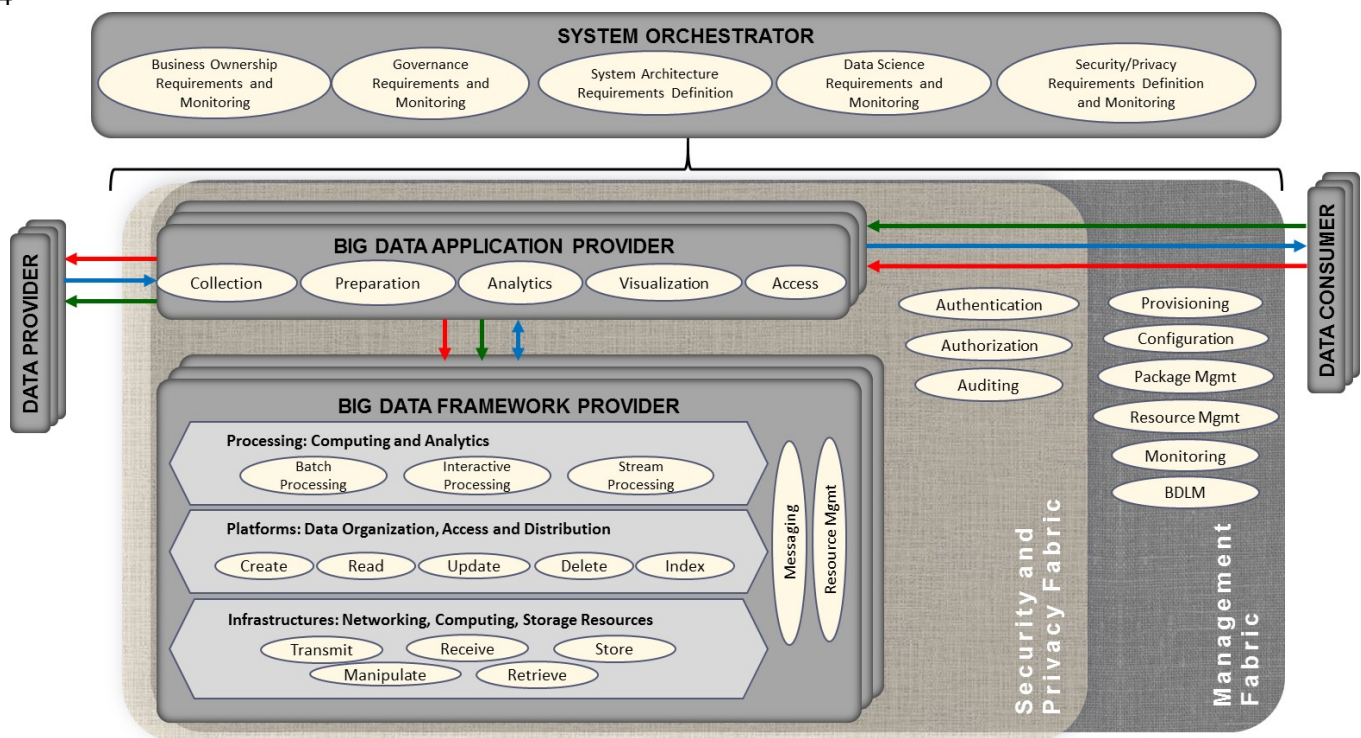 4
SYSTEM ORCHESTRATOR
Business Ownership
Requirements and
Monitoring
Governance
Requirements and
Monitoring
System Architecture
Requirements Definition
Data Science
Requirements and
Monitoring
Security/Privacy
Requirements Definition
and Monitoring
DATA PROVIDER
BIG DATA APPLICATION PROVIDER
Collection
Preparation
Analytics
Visualization
Access
DATA CONSUMER
Authentication
Authorization
Auditing
Provisioning
Configuration
Package Mgmt
Resource Mgmt
Monitoring
BDLM
BIG DATA FRAMEWORK PROVIDER
Processing: Computing and Analytics
Batch
Processing
Interactive
Processing
Stream
Processing
Platforms: Data Organization, Access and Distribution
Create
Read
Update
Delete
Index
Infrastructures: Networking, Computing, Storage Resources
Transmit
Receive
Store
Manipulate
Retrieve
Messaging
Resource Mgmt
Security and
Privacy Fabric
Management
Fabric